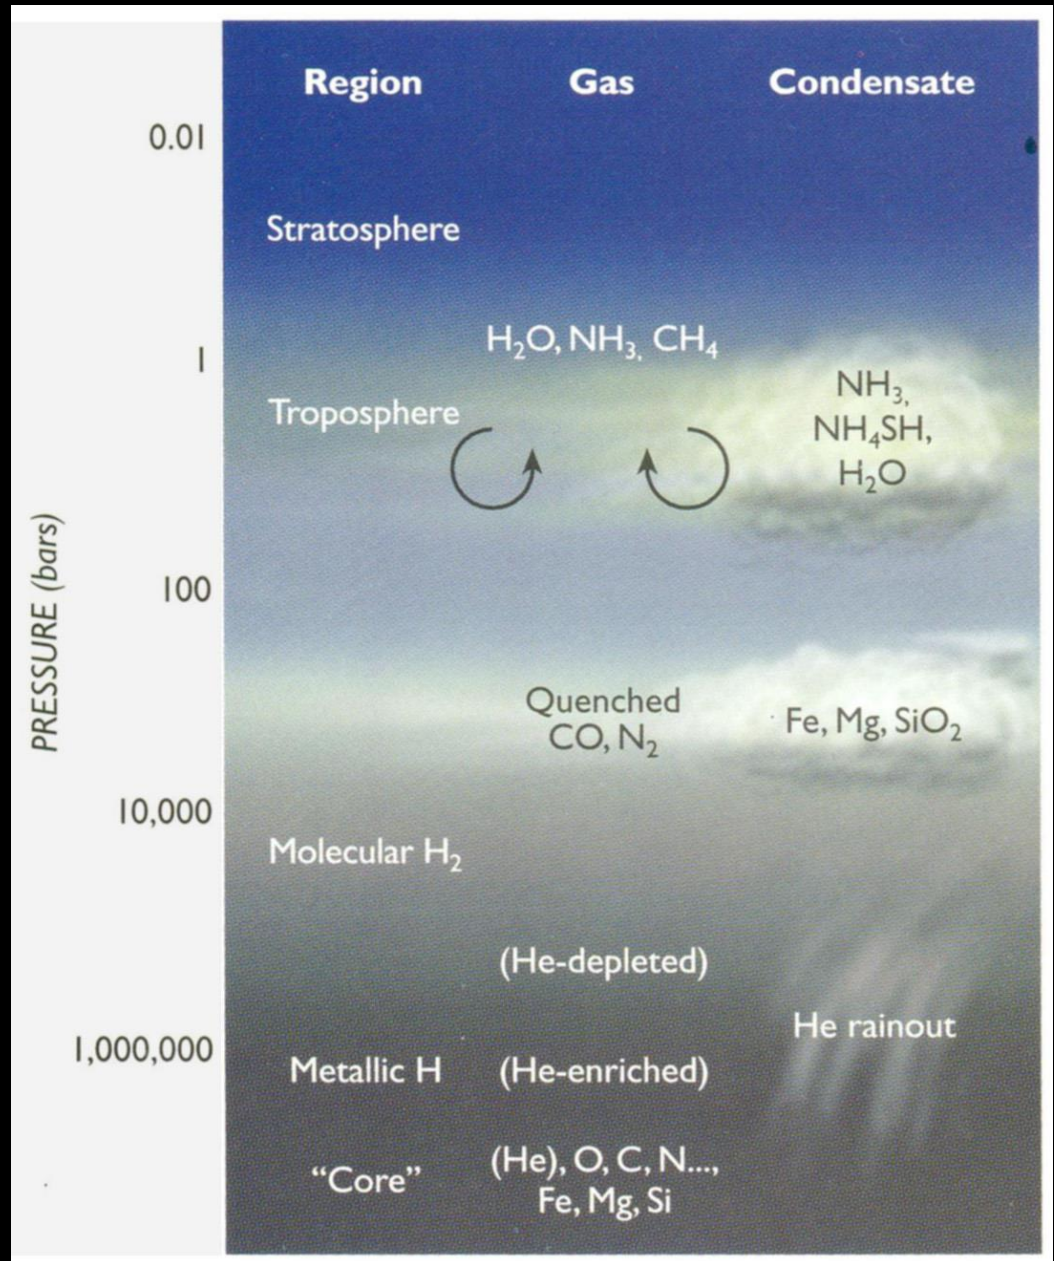 Region Gas Condensate
0.01
Stratosphere
H₂O, NH₃, CH₄
1
NH₃,
Troposphere
NH₄SH,
H₂O
100
PRESSURE (bars)
Quenched
CO, N₂
Fe, Mg, SiO₂
10,000
Molecular H₂
(He-depleted)
He rainout
1,000,000
Metallic H (He-enriched)
"Core"
(He), O, C, N...,
Fe, Mg, Si